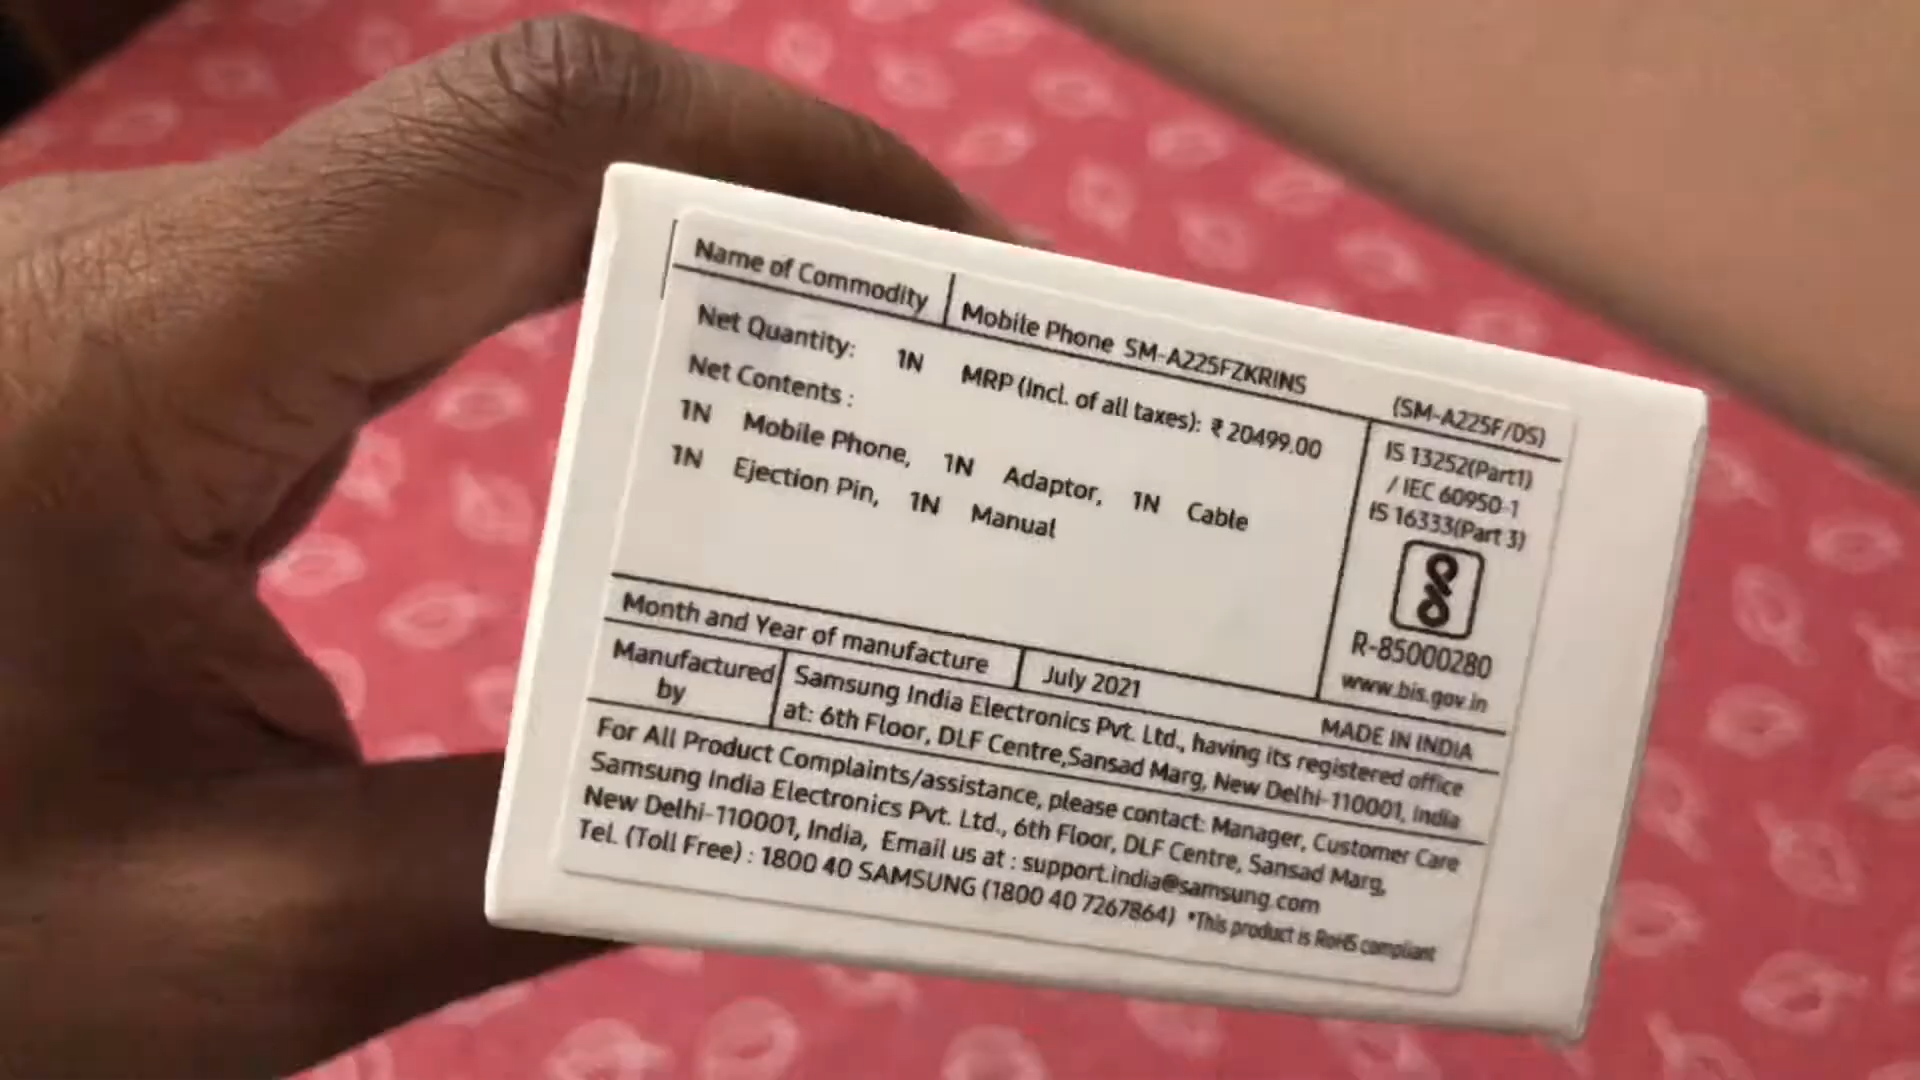 Name of Commodity Mobile Phone SM-A225FZKRINS (SM-A225F/DS)
Net Quantity: 1N MRP (Incl. of all taxes): ₹ 20499.00
Net Contents :
1N Mobile Phone, 1N Adaptor, 1N Cable
1N Ejection Pin, 1N Manual
IS 13252(Part1)
/ IEC 60950-1
IS 16333(Part 3)
R-85000280
www.bis.gov.in
Month and Year of manufacture July 2021 MADE IN INDIA
Manufactured by
Samsung India Electronics Pvt. Ltd., having its registered office
at: 6th Floor, DLF Centre,Sansad Marg, New Delhi-110001, India
For All Product Complaints/assistance, please contact: Manager, Customer Care
Samsung India Electronics Pvt. Ltd., 6th Floor, DLF Centre, Sansad Marg,
New Delhi-110001, India, Email us at : support.india@samsung.com
Tel. (Toll Free) : 1800 40 SAMSUNG (1800 40 7267864) *This product is RoHS compliant